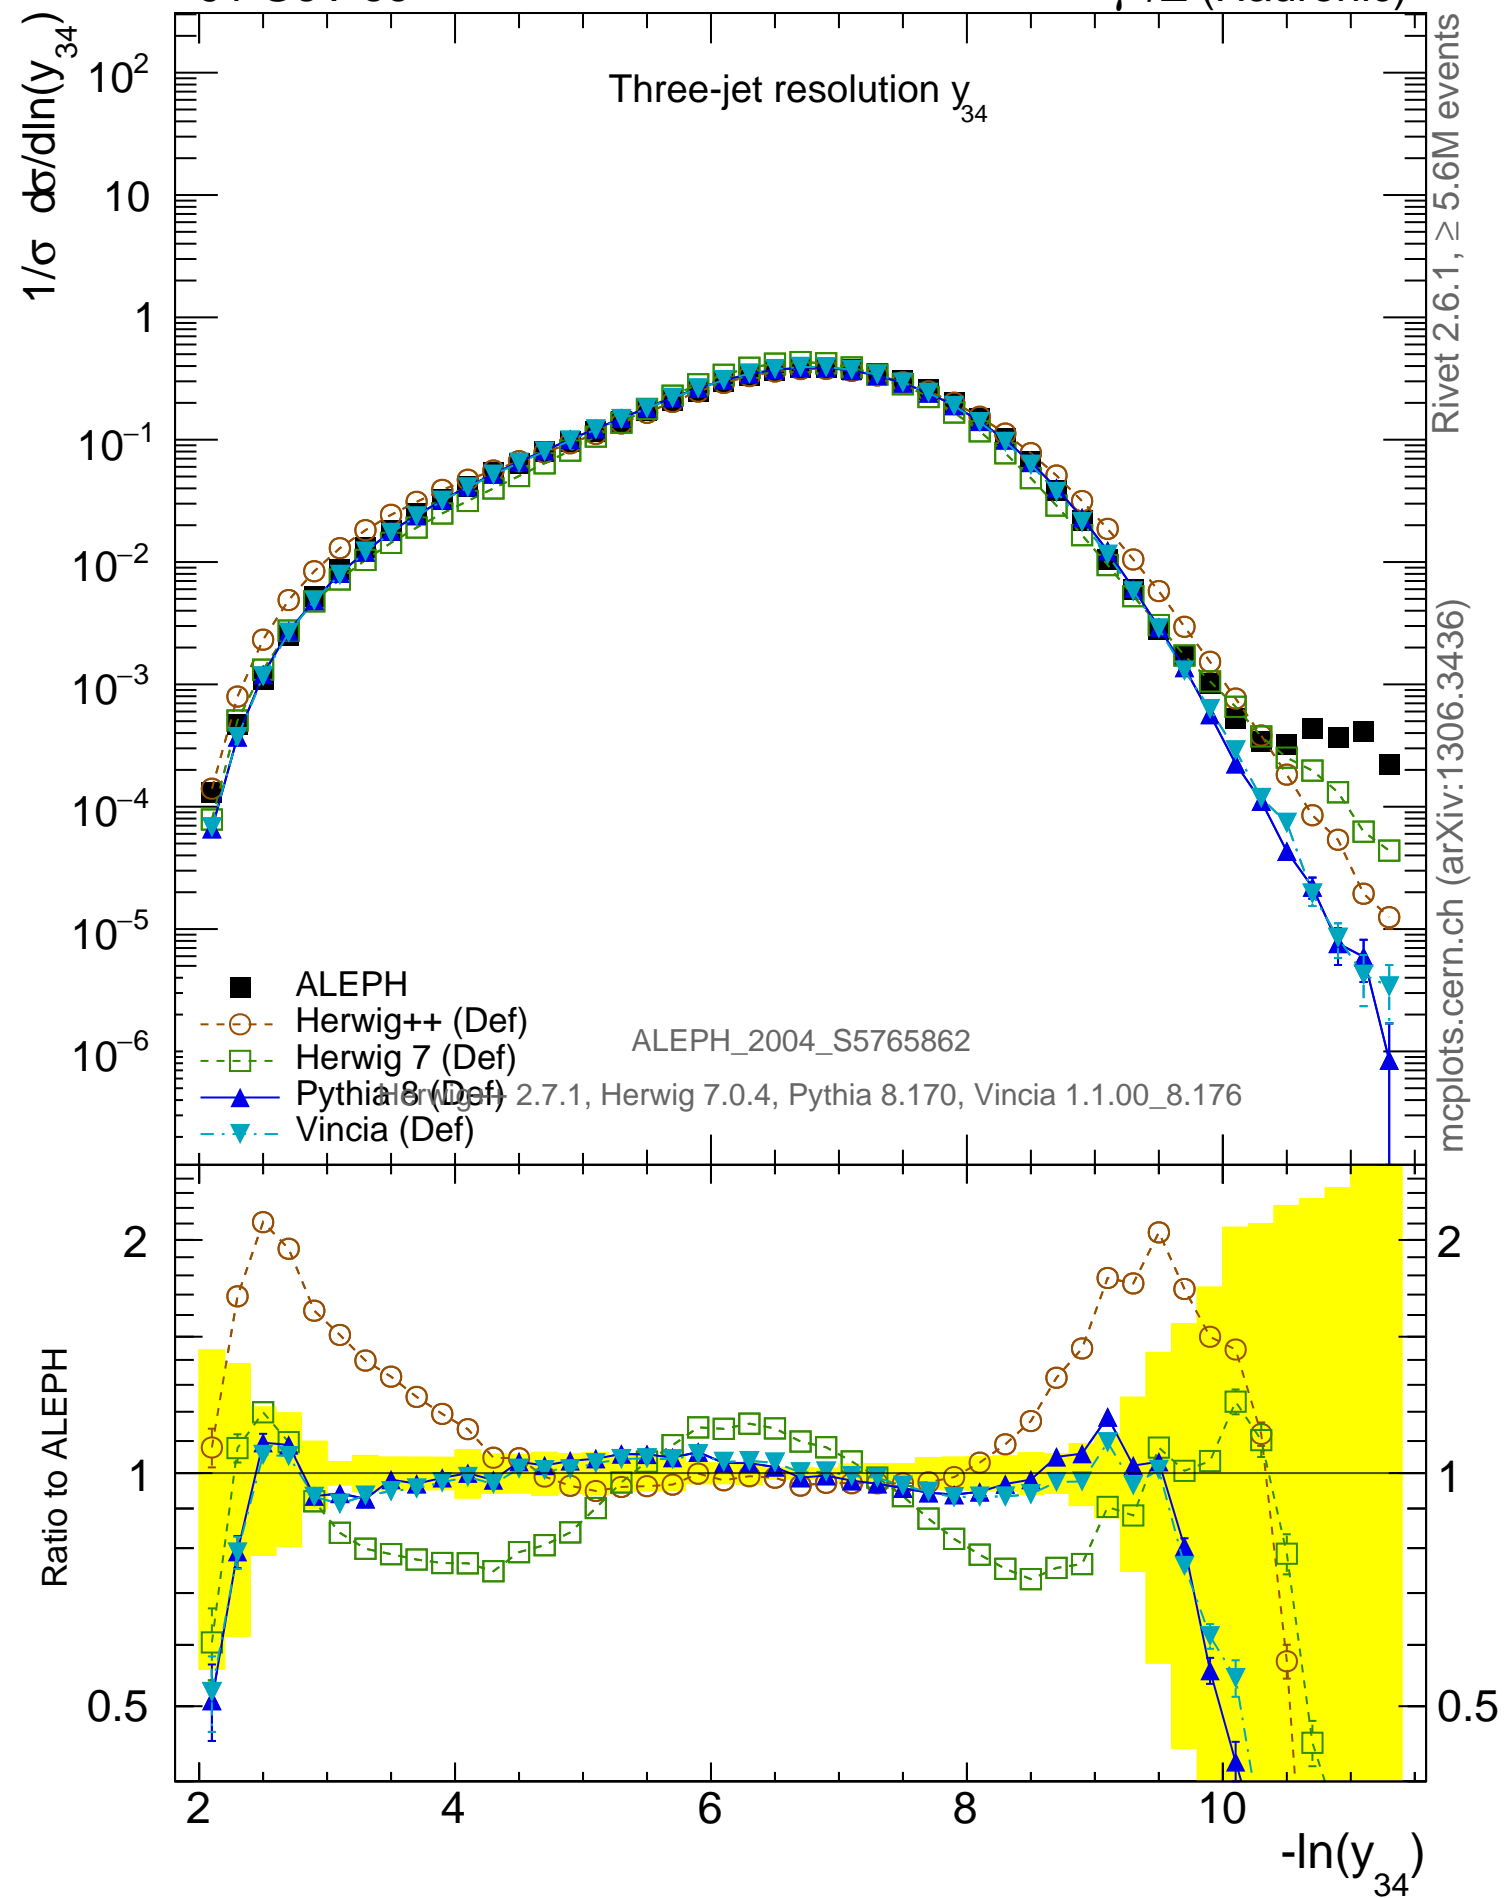 Three-jet resolution y34
1/σ dσ/dln(y34)
10²
10
1
10⁻¹
10⁻²
10⁻³
10⁻⁴
10⁻⁵
10⁻⁶
Rivet 2.6.1, ≥ 5.6M events
mcplots.cern.ch (arXiv:1306.3436)
ALEPH
Herwig++ (Def)
Herwig 7 (Def)
Pythia 8 (Def)
Vincia (Def)
ALEPH_2004_S5765862
Herwig++ 2.7.1, Herwig 7.0.4, Pythia 8.170, Vincia 1.1.00_8.176
Ratio to ALEPH
2 2
1 1
0.5 0.5
2 4 6 8 10
-ln(y34)